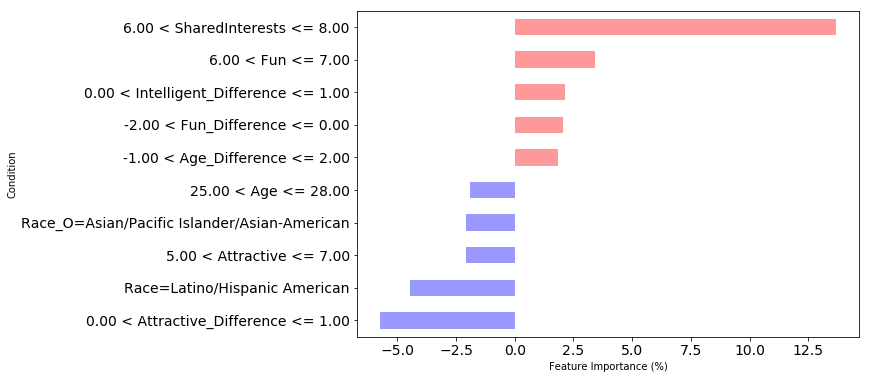 6.00 < SharedInterests <= 8.00
6.00 < Fun <= 7.00
0.00 < Intelligent_Difference <= 1.00
-2.00 < Fun_Difference <= 0.00
-1.00 < Age_Difference <= 2.00
25.00 < Age <= 28.00
Race_O=Asian/Pacific Islander/Asian-American
5.00 < Attractive <= 7.00
Race=Latino/Hispanic American
0.00 < Attractive_Difference <= 1.00
Condition
−5.0 −2.5 0.0 2.5 5.0 7.5 10.0 12.5
Feature Importance (%)